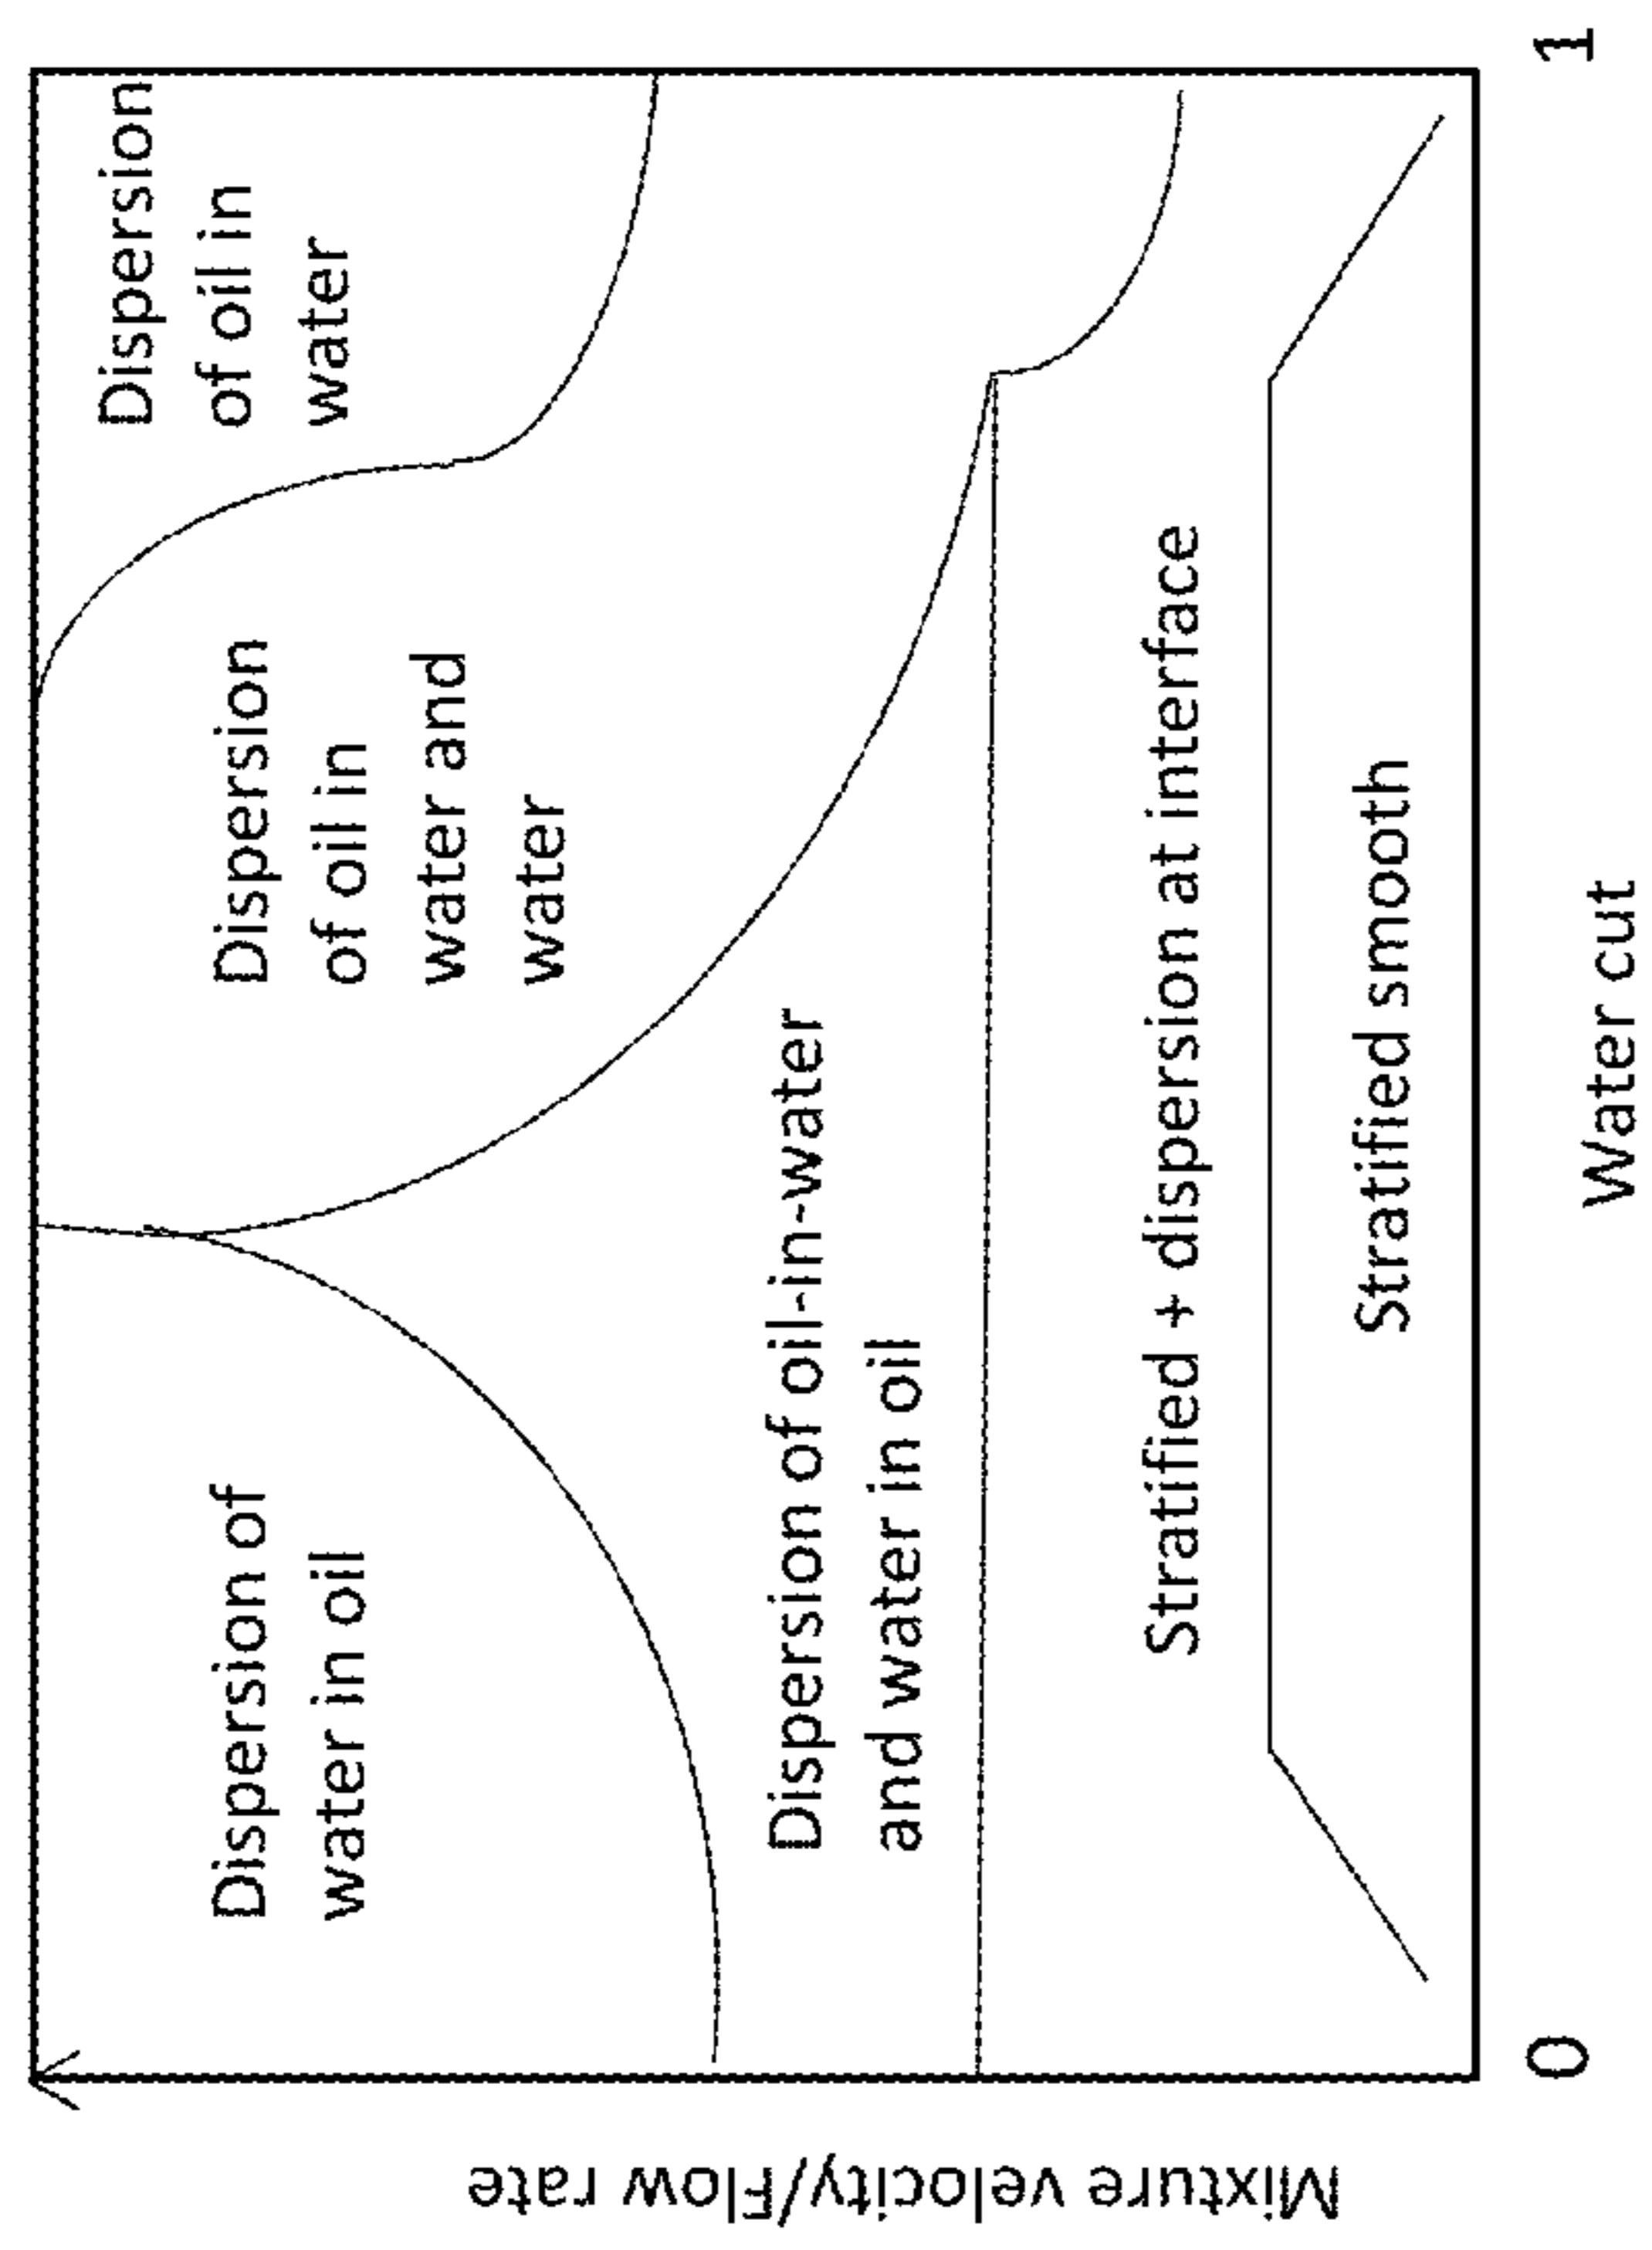 Dispersion of
water in oil
Dispersion
of oil in
water and
water
Dispersion
of oil in
water
Dispersion of oil-in-water
and water in oil
Stratified + dispersion at interface
Stratified smooth
Mixture velocity/flow rate
0
Water cut
1